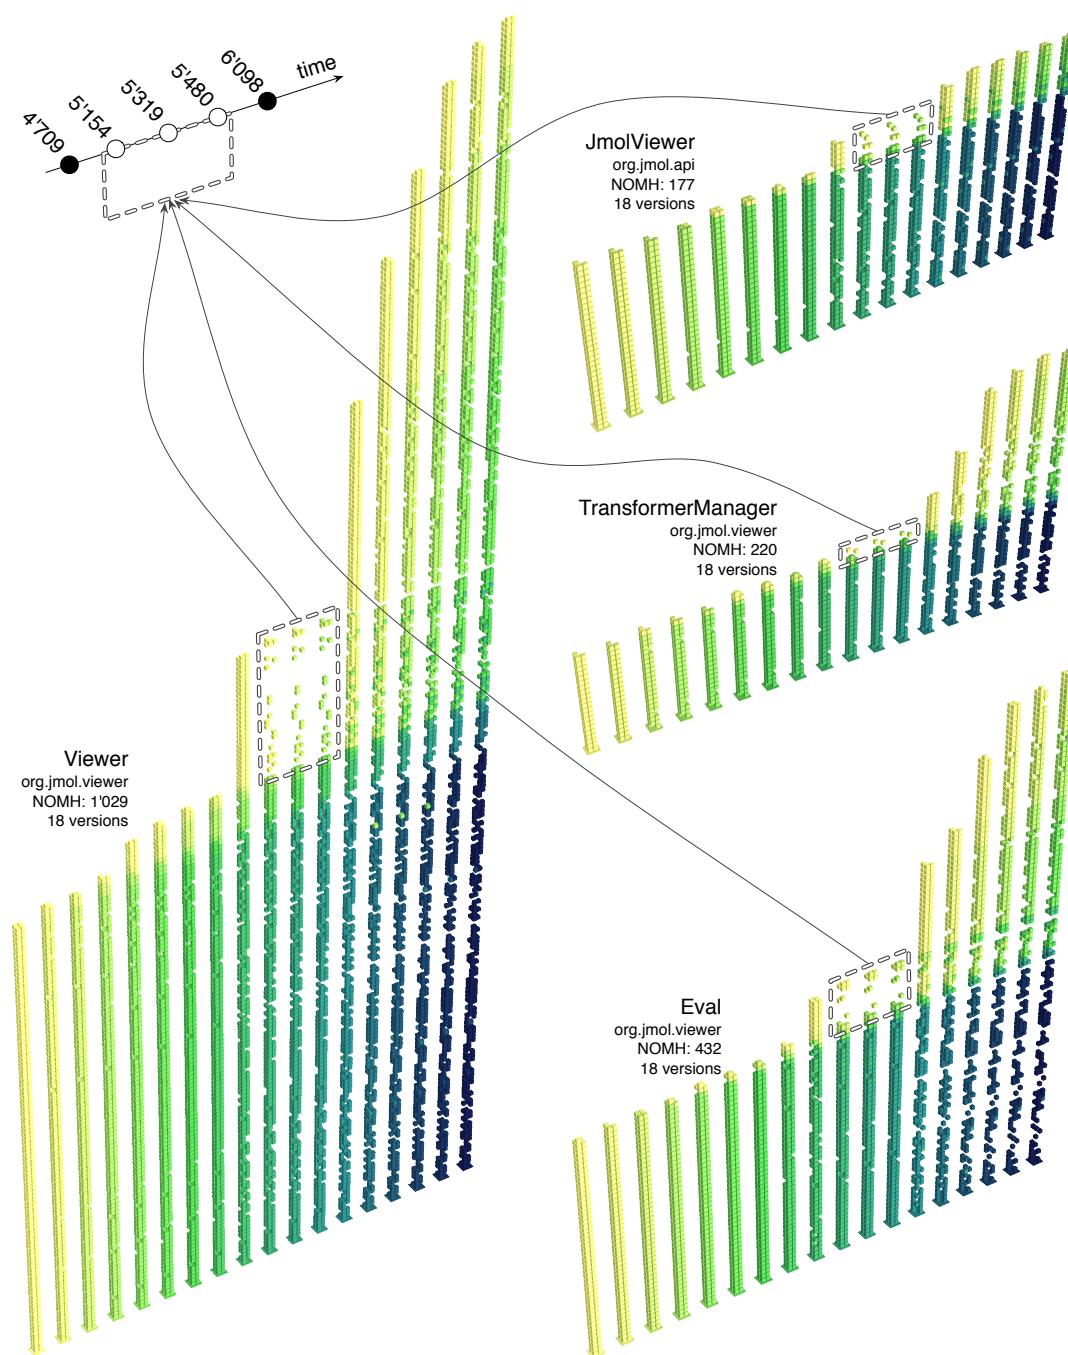 4'709
5'154
5'319
5'480
6'098
time
JmolViewer
org.jmol.api
NOMH: 177
18 versions
TransformerManager
org.jmol.viewer
NOMH: 220
18 versions
Viewer
org.jmol.viewer
NOMH: 1'029
18 versions
Eval
org.jmol.viewer
NOMH: 432
18 versions